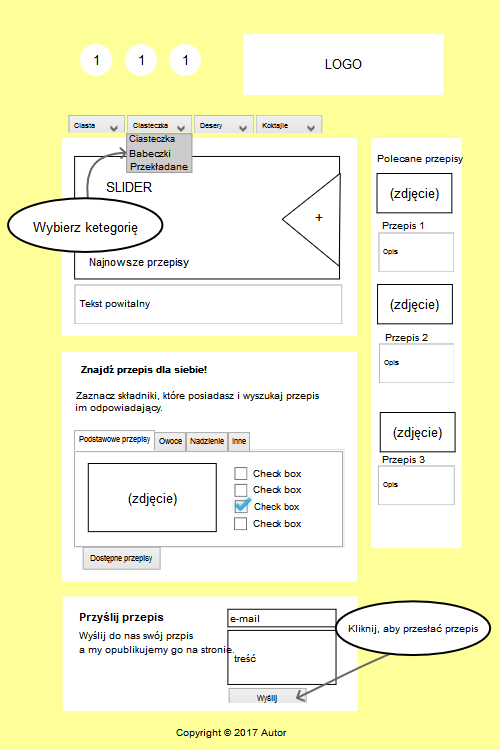 1 1 1
LOGO
Ciasta Ciasteczka Desery Koktajle
Ciasteczka
Babeczki
Przekładane
SLIDER
+
Wybierz ketegorię
Najnowsze przepisy
Tekst powitalny
Polecane przepisy
(zdjęcie)
Przepis 1
Opis
(zdjęcie)
Przepis 2
Opis
(zdjęcie)
Przepis 3
Opis
Znajdź przepis dla siebie!
Zaznacz składniki, które posiadasz i wyszukaj przepis
im odpowiadający.
Podstawowe przepisy Owoce Nadzienie Inne
(zdjęcie)
Check box
Check box
Check box
Check box
Dostępne przepisy
Przyślij przepis
Wyślij do nas swój przpis
a my opublikujemy go na stronie.
e-mail
treść
Wyślij
Kliknij, aby przesłać przepis
Copyright © 2017 Autor